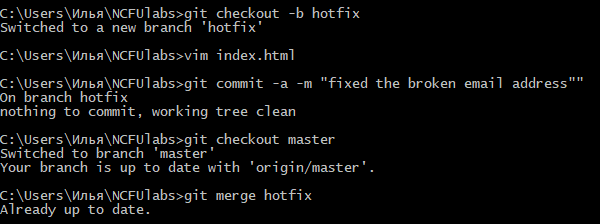 C:\Users\Илья\NCFUlabs>git checkout -b hotfix
Switched to a new branch 'hotfix'
C:\Users\Илья\NCFUlabs>vim index.html
C:\Users\Илья\NCFUlabs>git commit -a -m "fixed the broken email address""
On branch hotfix
nothing to commit, working tree clean
C:\Users\Илья\NCFUlabs>git checkout master
Switched to branch 'master'
Your branch is up to date with 'origin/master'.
C:\Users\Илья\NCFUlabs>git merge hotfix
Already up to date.